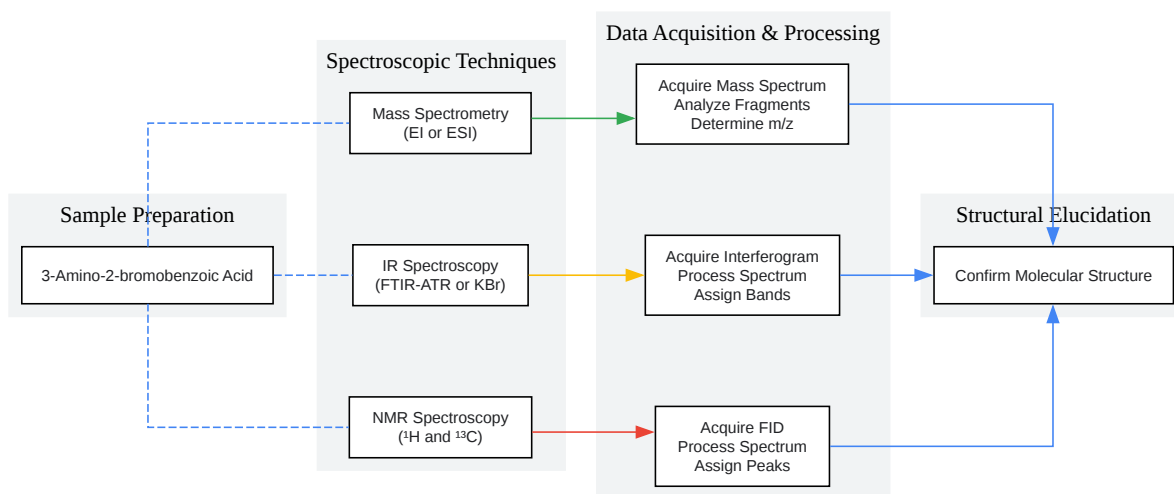 Sample Preparation
3-Amino-2-bromobenzoic Acid
Spectroscopic Techniques
Mass Spectrometry
(EI or ESI)
IR Spectroscopy
(FTIR-ATR or KBr)
NMR Spectroscopy
(¹H and ¹³C)
Data Acquisition & Processing
Acquire Mass Spectrum
Analyze Fragments
Determine m/z
Acquire Interferogram
Process Spectrum
Assign Bands
Acquire FID
Process Spectrum
Assign Peaks
Structural Elucidation
Confirm Molecular Structure